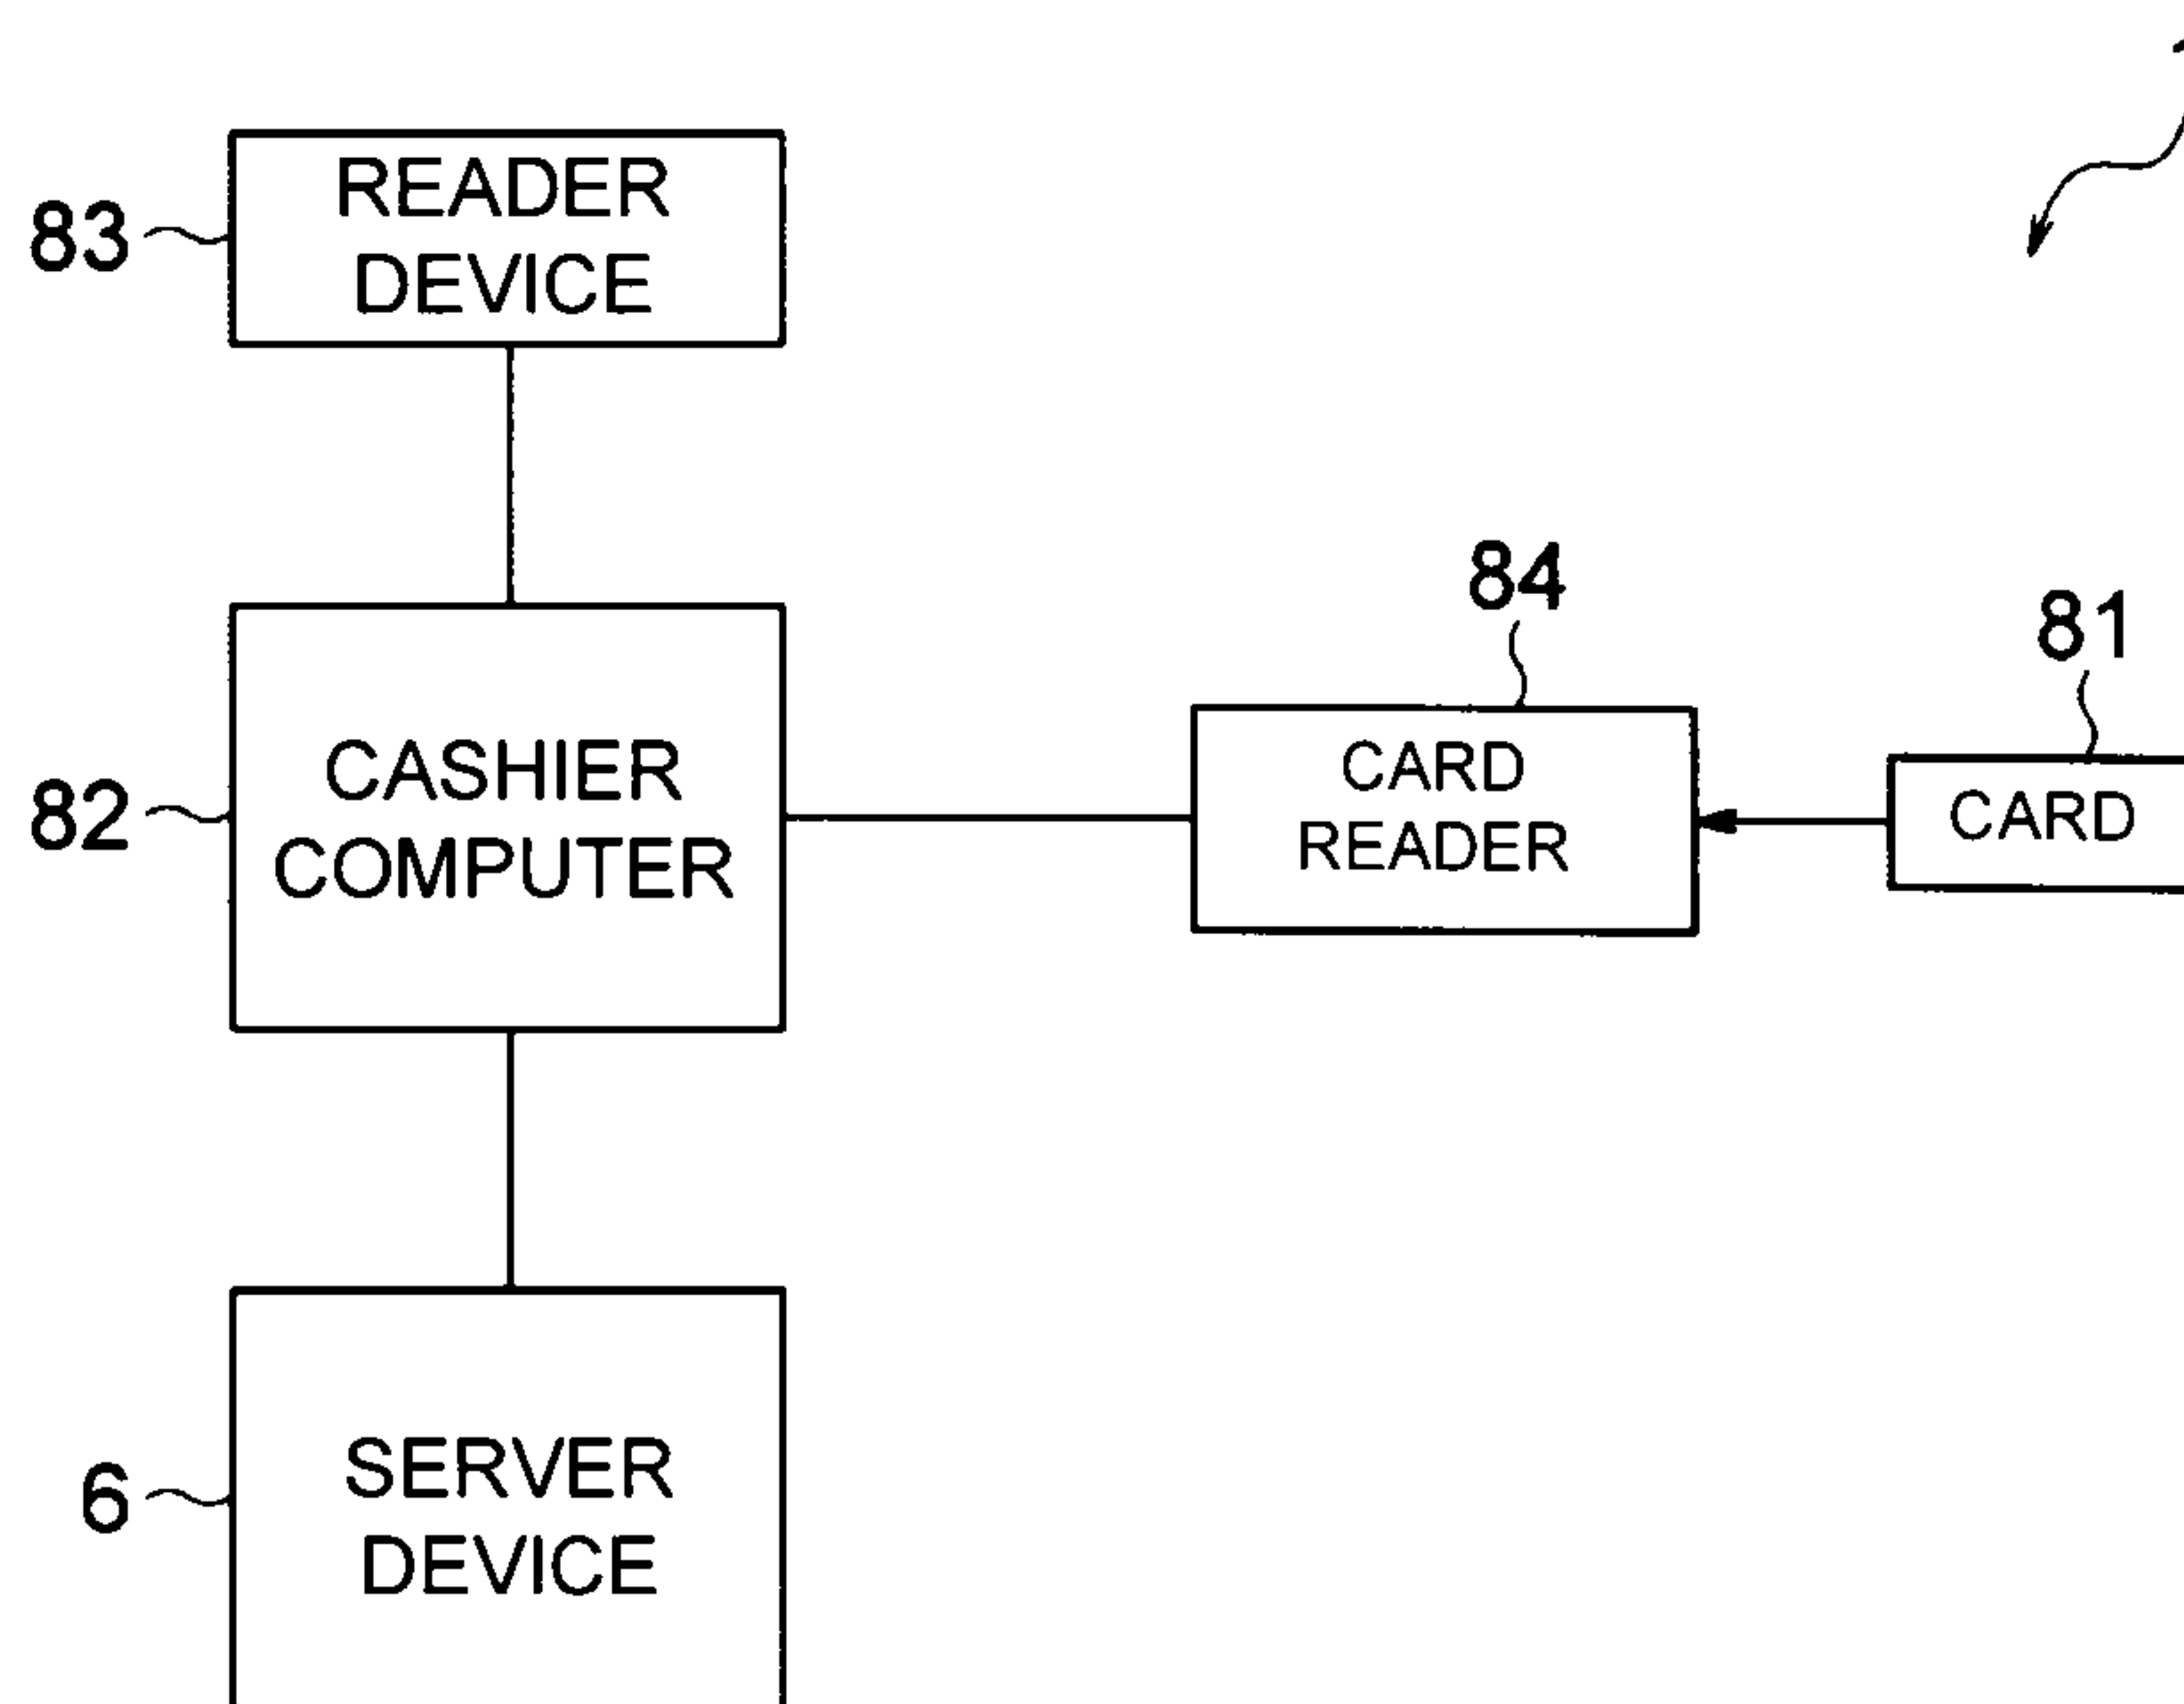 READER
DEVICE
83
84
81
CASHIER
COMPUTER
82
CARD
READER
CARD
SERVER
DEVICE
6